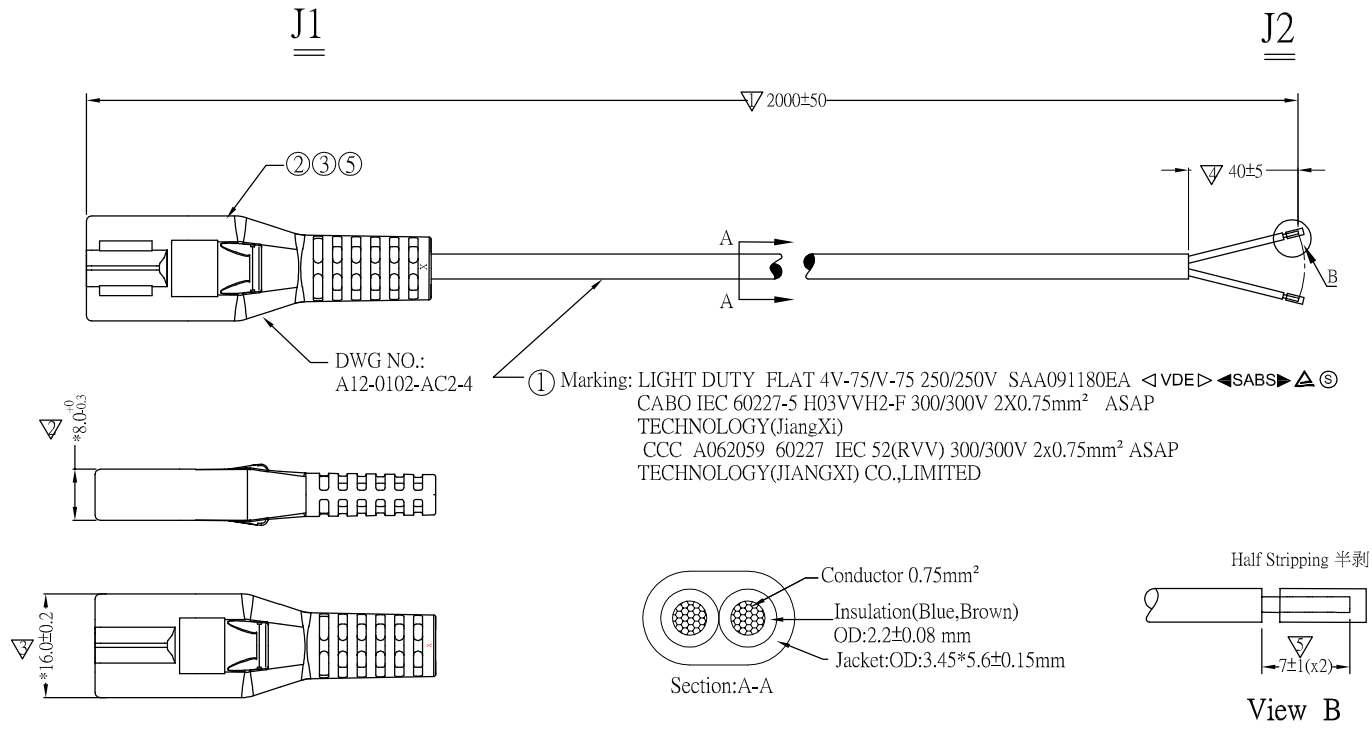 J1
J2
1 2000±50
②③⑤
4 40±5
A
A
B
X
DWG NO.:
A12-0102-AC2-4
① Marking: LIGHT DUTY FLAT 4V-75/V-75 250/250V SAA091180EA ◁VDE▷ ◀SABS▶ Ⓢ
CABO IEC 60227-5 H03VVH2-F 300/300V 2X0.75mm² ASAP
TECHNOLOGY(JiangXi)
CCC A062059 60227 IEC 52(RVV) 300/300V 2x0.75mm² ASAP
TECHNOLOGY(JIANGXI) CO.,LIMITED
2 *8.0+0-0.3
3 *16.0±0.2
x
Conductor 0.75mm²
Insulation(Blue,Brown)
OD:2.2±0.08 mm
Jacket:OD:3.45*5.6±0.15mm
Section:A-A
Half Stripping 半剥
5
7±1(x2)
View B